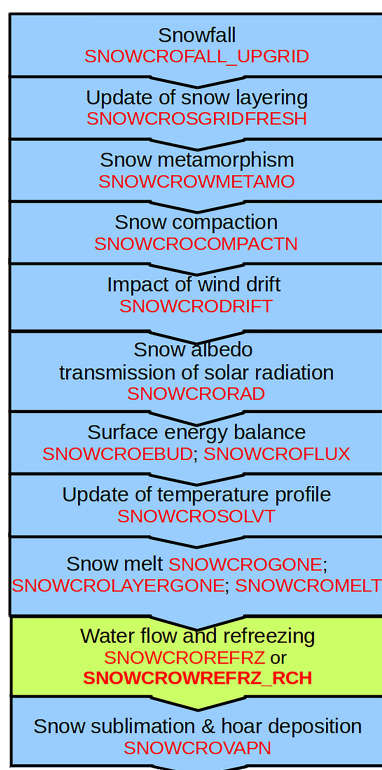 Snowfall
SNOWCROFALL_UPGRID
Update of snow layering
SNOWCROSGRIDFRESH
Snow metamorphism
SNOWCROWMETAMO
Snow compaction
SNOWCROCOMPACTN
Impact of wind drift
SNOWCRODRIFT
Snow albedo
transmission of solar radiation
SNOWCRORAD
Surface energy balance
SNOWCROEBUD; SNOWCROFLUX
Update of temperature profile
SNOWCROSOLVT
Snow melt SNOWCROGONE;
SNOWCROLAYERGONE; SNOWCROMELT
Water flow and refreezing
SNOWCROREFRZ or
SNOWCROWREFRZ_RCH
Snow sublimation & hoar deposition
SNOWCROVAPN